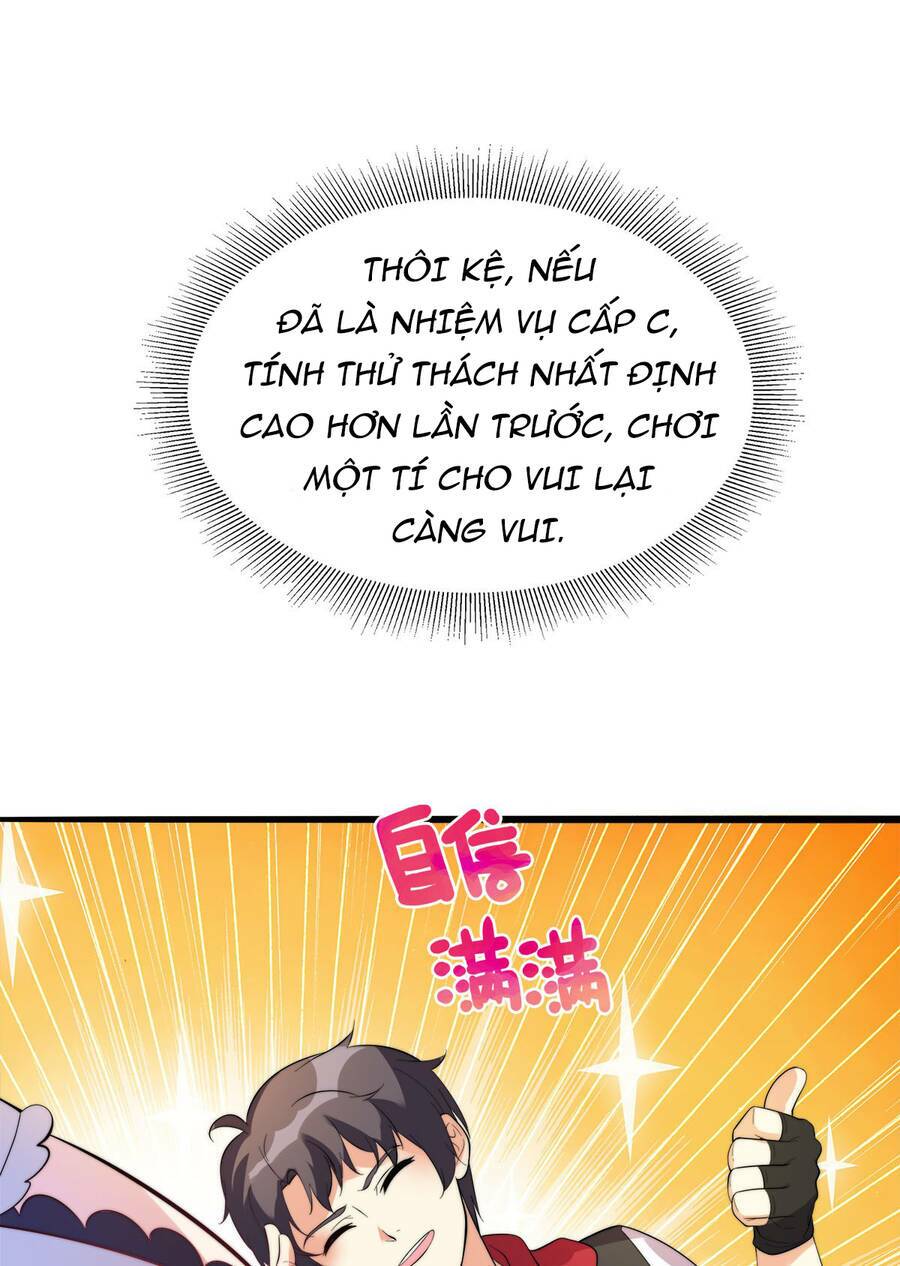 THÔI KỆ, NẾU
ĐÃ LÀ NHIỆM VỤ CẤP C,
TÍNH THỬ THÁCH NHẤT ĐỊNH
CAO HƠN LẦN TRƯỚC, CHƠI
MỘT TÍ CHO VUI LẠI
CÀNG VUI.
自信
满满